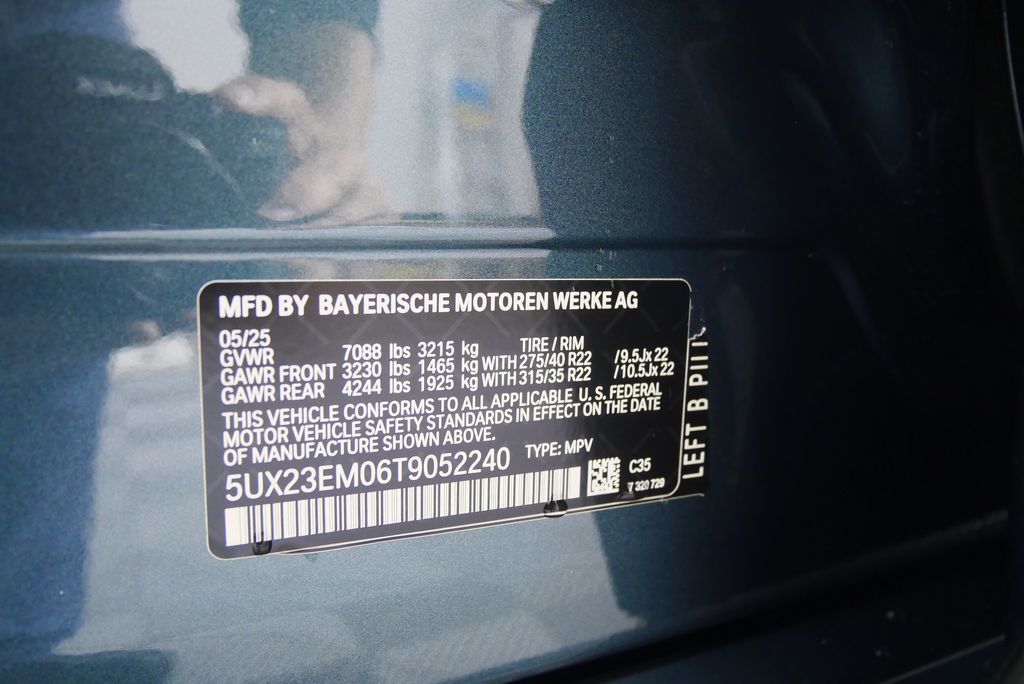 MFD BY BAYERISCHE MOTOREN WERKE AG
05/25
GVWR 7088 lbs 3215 kg TIRE / RIM
GAWR FRONT 3230 lbs 1465 kg WITH 275/40 R22 /9.5Jx 22
GAWR REAR 4244 lbs 1925 kg WITH 315/35 R22 /10.5Jx 22
THIS VEHICLE CONFORMS TO ALL APPLICABLE U. S. FEDERAL
MOTOR VEHICLE SAFETY STANDARDS IN EFFECT ON THE DATE
OF MANUFACTURE SHOWN ABOVE.
5UX23EM06T9052240 TYPE: MPV
C35
7 320 729
LEFT B